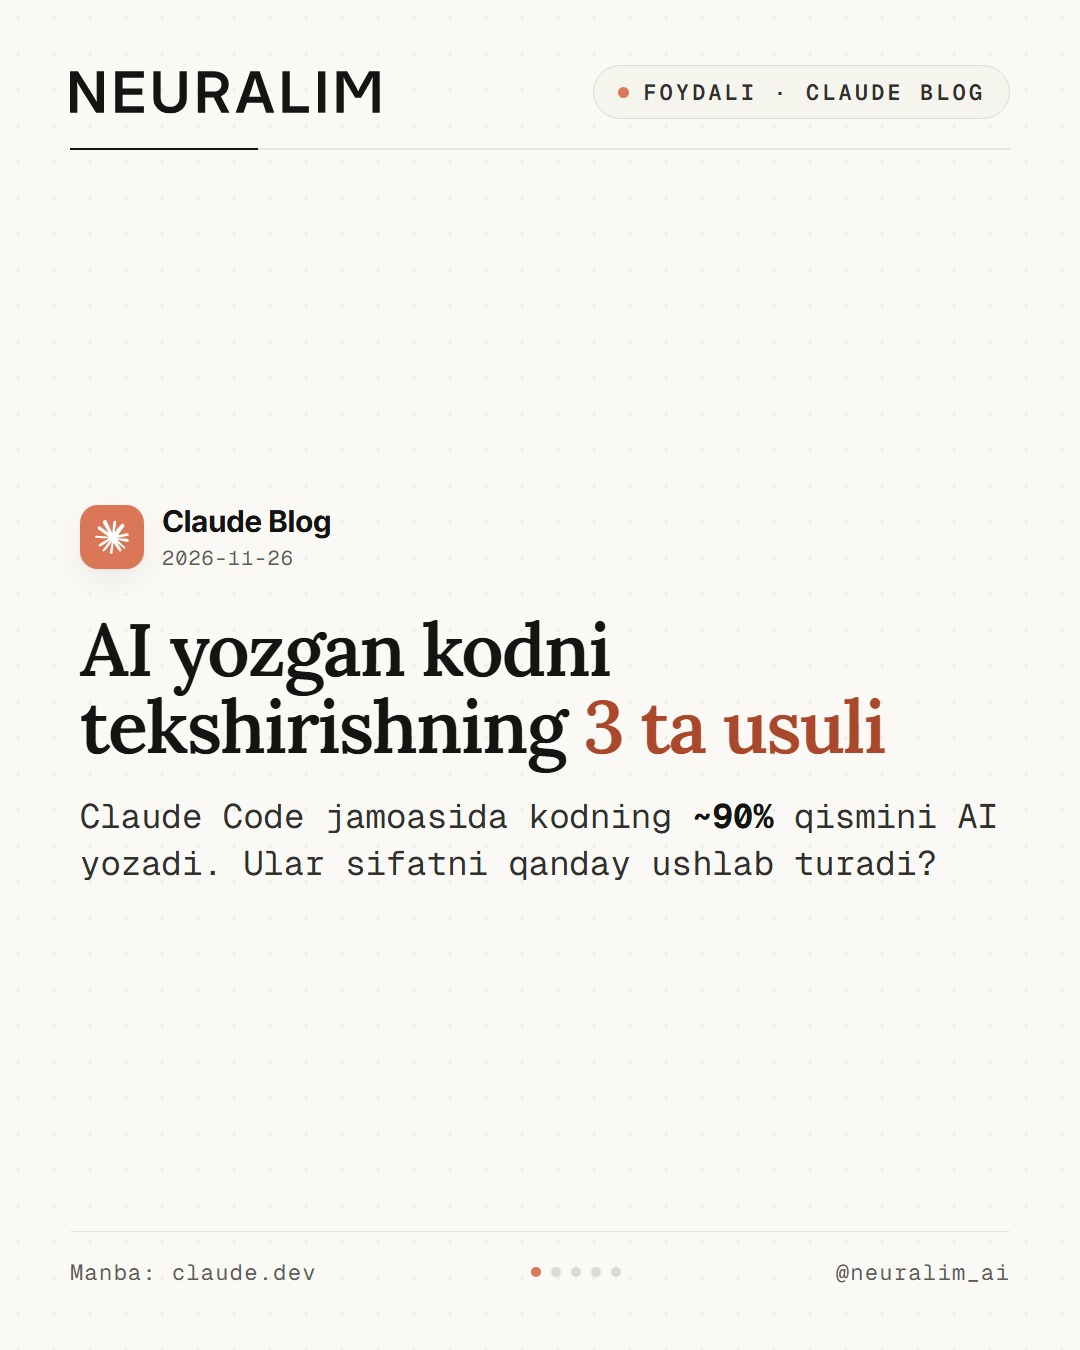 NEURALIM
FOYDALI · CLAUDE BLOG
Claude Blog
2026-11-26
AI yozgan kodni
tekshirishning 3 ta usuli
Claude Code jamoasida kodning ~90% qismini AI
yozadi. Ular sifatni qanday ushlab turadi?
Manba: claude.dev
@neuralim_ai